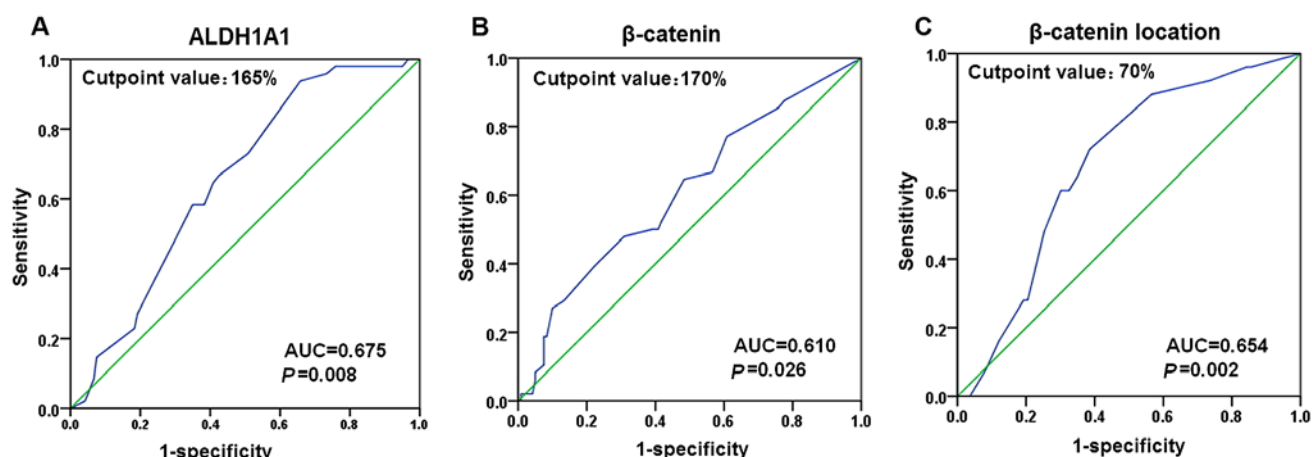 A
ALDH1A1
Cutpoint value: 165%
1.0
0.8
0.6
0.4
0.2
0.0
Sensitivity
AUC=0.675
P=0.008
0.0 0.2 0.4 0.6 0.8 1.0
1-specificity
B
β-catenin
Cutpoint value: 170%
1.0
0.8
0.6
0.4
0.2
0.0
Sensitivity
AUC=0.610
P=0.026
0.0 0.2 0.4 0.6 0.8 1.0
1-specificity
C
β-catenin location
Cutpoint value: 70%
1.0
0.8
0.6
0.4
0.2
0.0
Sensitivity
AUC=0.654
P=0.002
0.0 0.2 0.4 0.6 0.8 1.0
1-specificity